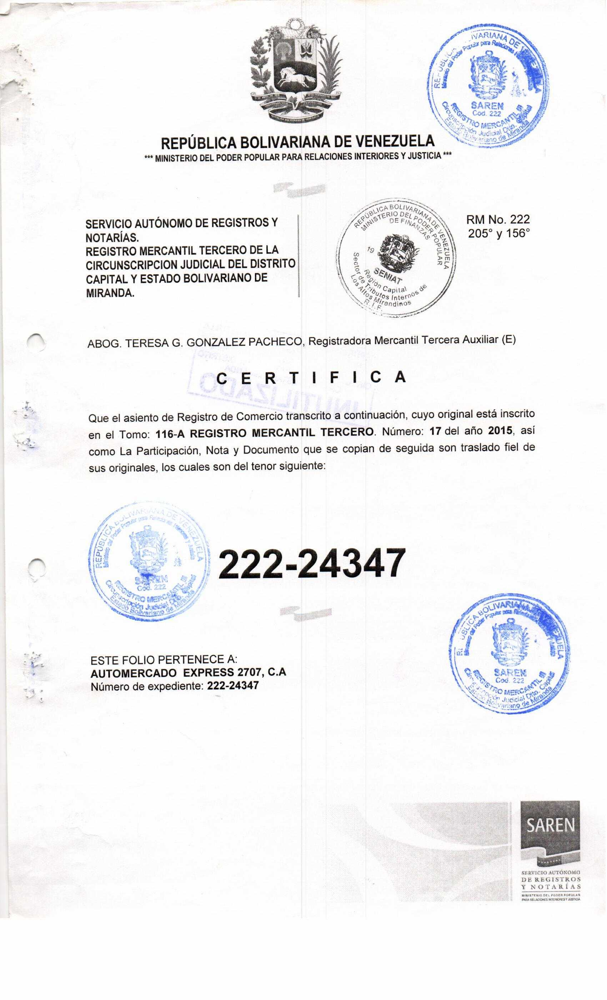 REPÚBLICA BOLIVARIANA DE VENEZUELA
*** MINISTERIO DEL PODER POPULAR PARA RELACIONES INTERIORES Y JUSTICIA ***
BOLIVARIANA DE VENEZUELA
Ministerio del Poder Popular para Relaciones
SAREN
Cod. 222
REGISTRO MERCANTIL III
Circunscripción Judicial Dtto. Capital
Estado Bolivariano de Miranda
SERVICIO AUTÓNOMO DE REGISTROS Y
NOTARÍAS.
REGISTRO MERCANTIL TERCERO DE LA
CIRCUNSCRIPCION JUDICIAL DEL DISTRITO
CAPITAL Y ESTADO BOLIVARIANO DE
MIRANDA.
REPÚBLICA BOLIVARIANA DE VENEZUELA
MINISTERIO DEL PODER POPULAR
DE FINANZAS
19
SENIAT
Región Capital
Sector de Tributos Internos de
Los Altos Mirandinos
R.I.F.
RM No. 222
205° y 156°
ABOG. TERESA G. GONZALEZ PACHECO, Registradora Mercantil Tercera Auxiliar (E)
C E R T I F I C A
INUTILIZADO
Que el asiento de Registro de Comercio transcrito a continuación, cuyo original está inscrito
en el Tomo: 116-A REGISTRO MERCANTIL TERCERO. Número: 17 del año 2015, así
como La Participación, Nota y Documento que se copian de seguida son traslado fiel de
sus originales, los cuales son del tenor siguiente:
REPÚBLICA BOLIVARIANA DE VENEZUELA
Ministerio del Poder Popular para Relaciones Interiores y Justicia
SAREN
Cod. 222
REGISTRO MERCANTIL III
Circunscripción Judicial Dtto. Capital
Estado Bolivariano de Miranda
222-24347
REPÚBLICA BOLIVARIANA DE VENEZUELA
Ministerio del Poder Popular para
SAREN
Cod. 222
REGISTRO MERCANTIL III
Circunscripción Judicial Dtto. Capital
Estado Bolivariano de Miranda
ESTE FOLIO PERTENECE A:
AUTOMERCADO EXPRESS 2707, C.A
Número de expediente: 222-24347
SAREN
SERVICIO AUTÓNOMO
DE REGISTROS
Y NOTARÍAS
MINISTERIO DEL PODER POPULAR
PARA RELACIONES INTERIORES Y JUSTICIA